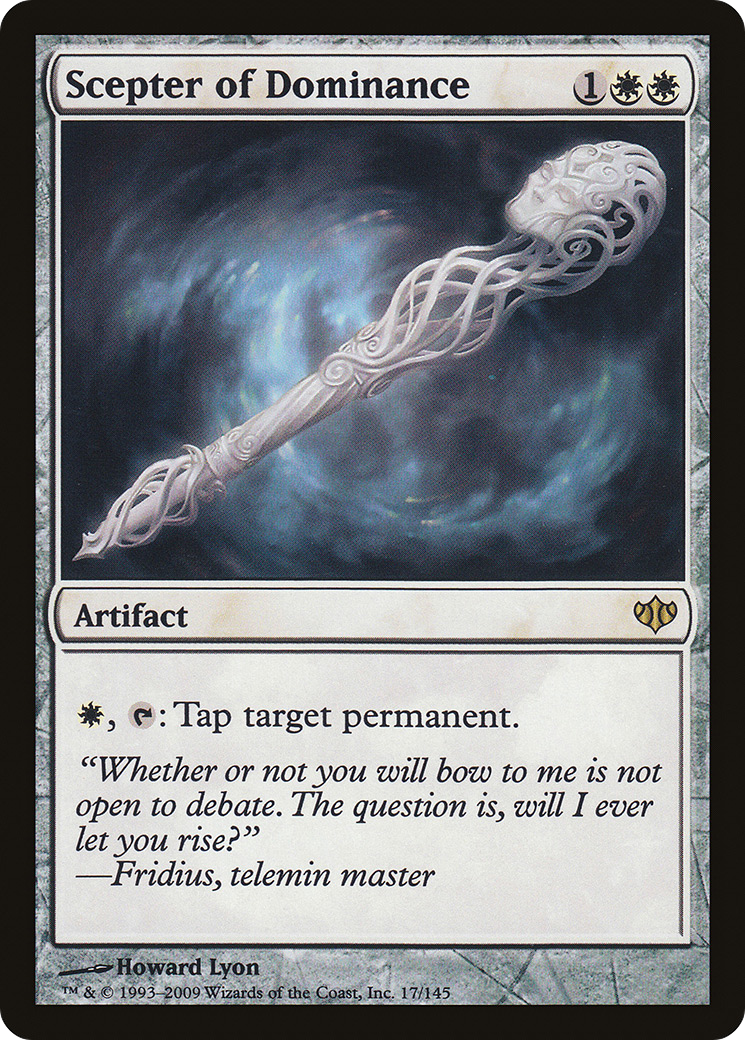 Scepter of Dominance 1
Artifact
, : Tap target permanent.
“Whether or not you will bow to me is not
open to debate. The question is, will I ever
let you rise?”
—Fridius, telemin master
Howard Lyon
™ & © 1993–2009 Wizards of the Coast, Inc. 17/145